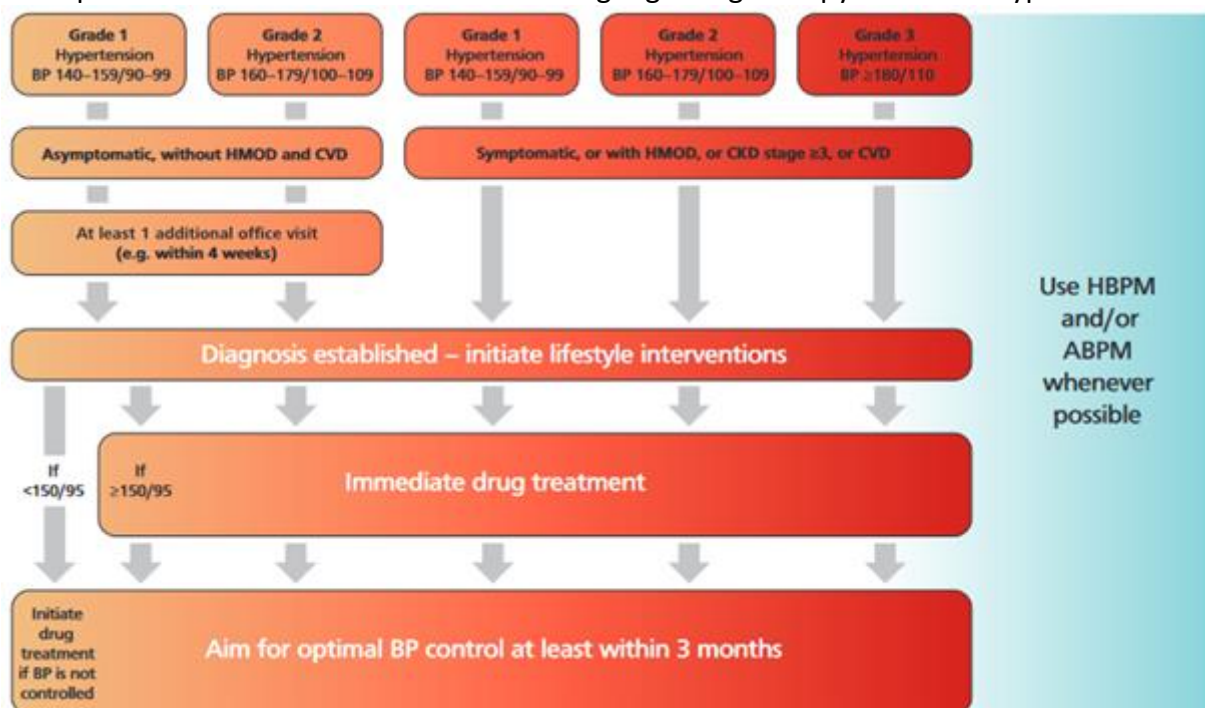 Grade 1
Hypertension
BP 140–159/90–99
Grade 2
Hypertension
BP 160–179/100–109
Grade 1
Hypertension
BP 140–159/90–99
Grade 2
Hypertension
BP 160–179/100–109
Grade 3
Hypertension
BP ≥180/110
Asymptomatic, without HMOD and CVD
Symptomatic, or with HMOD, or CKD stage ≥3, or CVD
At least 1 additional office visit
(e.g. within 4 weeks)
Diagnosis established – initiate lifestyle interventions
If
<150/95
If
≥150/95
Immediate drug treatment
Initiate
drug
treatment
if BP is not
controlled
Aim for optimal BP control at least within 3 months
Use HBPM
and/or
ABPM
whenever
possible